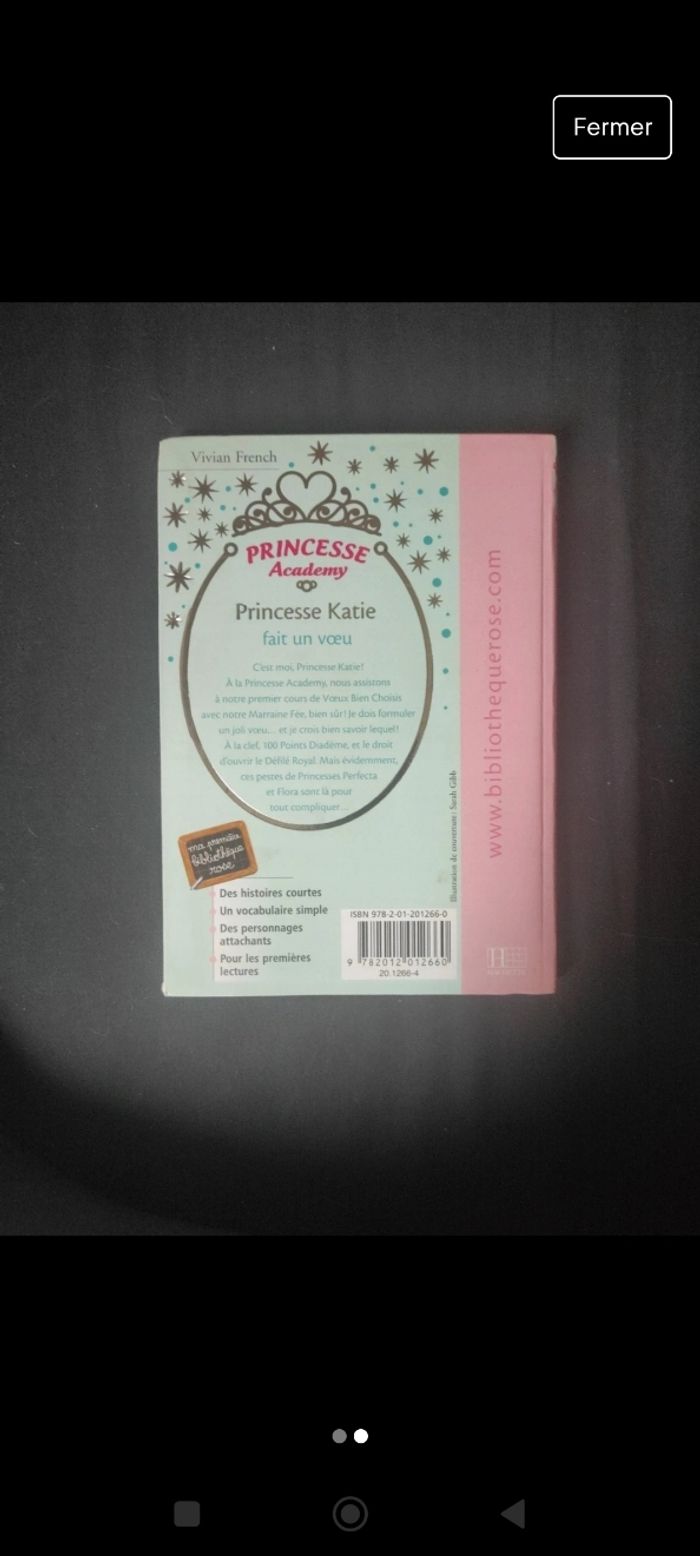 Fermer
Vivian French
PRINCESSE
Academy
Princesse Katie
fait un vœu
C'est moi, Princesse Katie!
À la Princesse Academy, nous assistons
à notre premier cours de Vœux Bien Choisis
avec notre Marraine Fée, bien sûr! Je dois formuler
un joli vœu... et je crois bien savoir lequel!
À la clef, 100 Points Diadème, et le droit
d'ouvrir le Défilé Royal. Mais évidemment,
ces pestes de Princesses Perfecta
et Flora sont là pour
tout compliquer...
Illustration de couverture : Sarah Gibb
www.bibliothequerose.com
ma première
bibliothèque
rose
Des histoires courtes
Un vocabulaire simple
Des personnages
attachants
Pour les premières
lectures
ISBN 978-2-01-201266-0
9 782012 012660
20.1266-4
H
HACHETTE